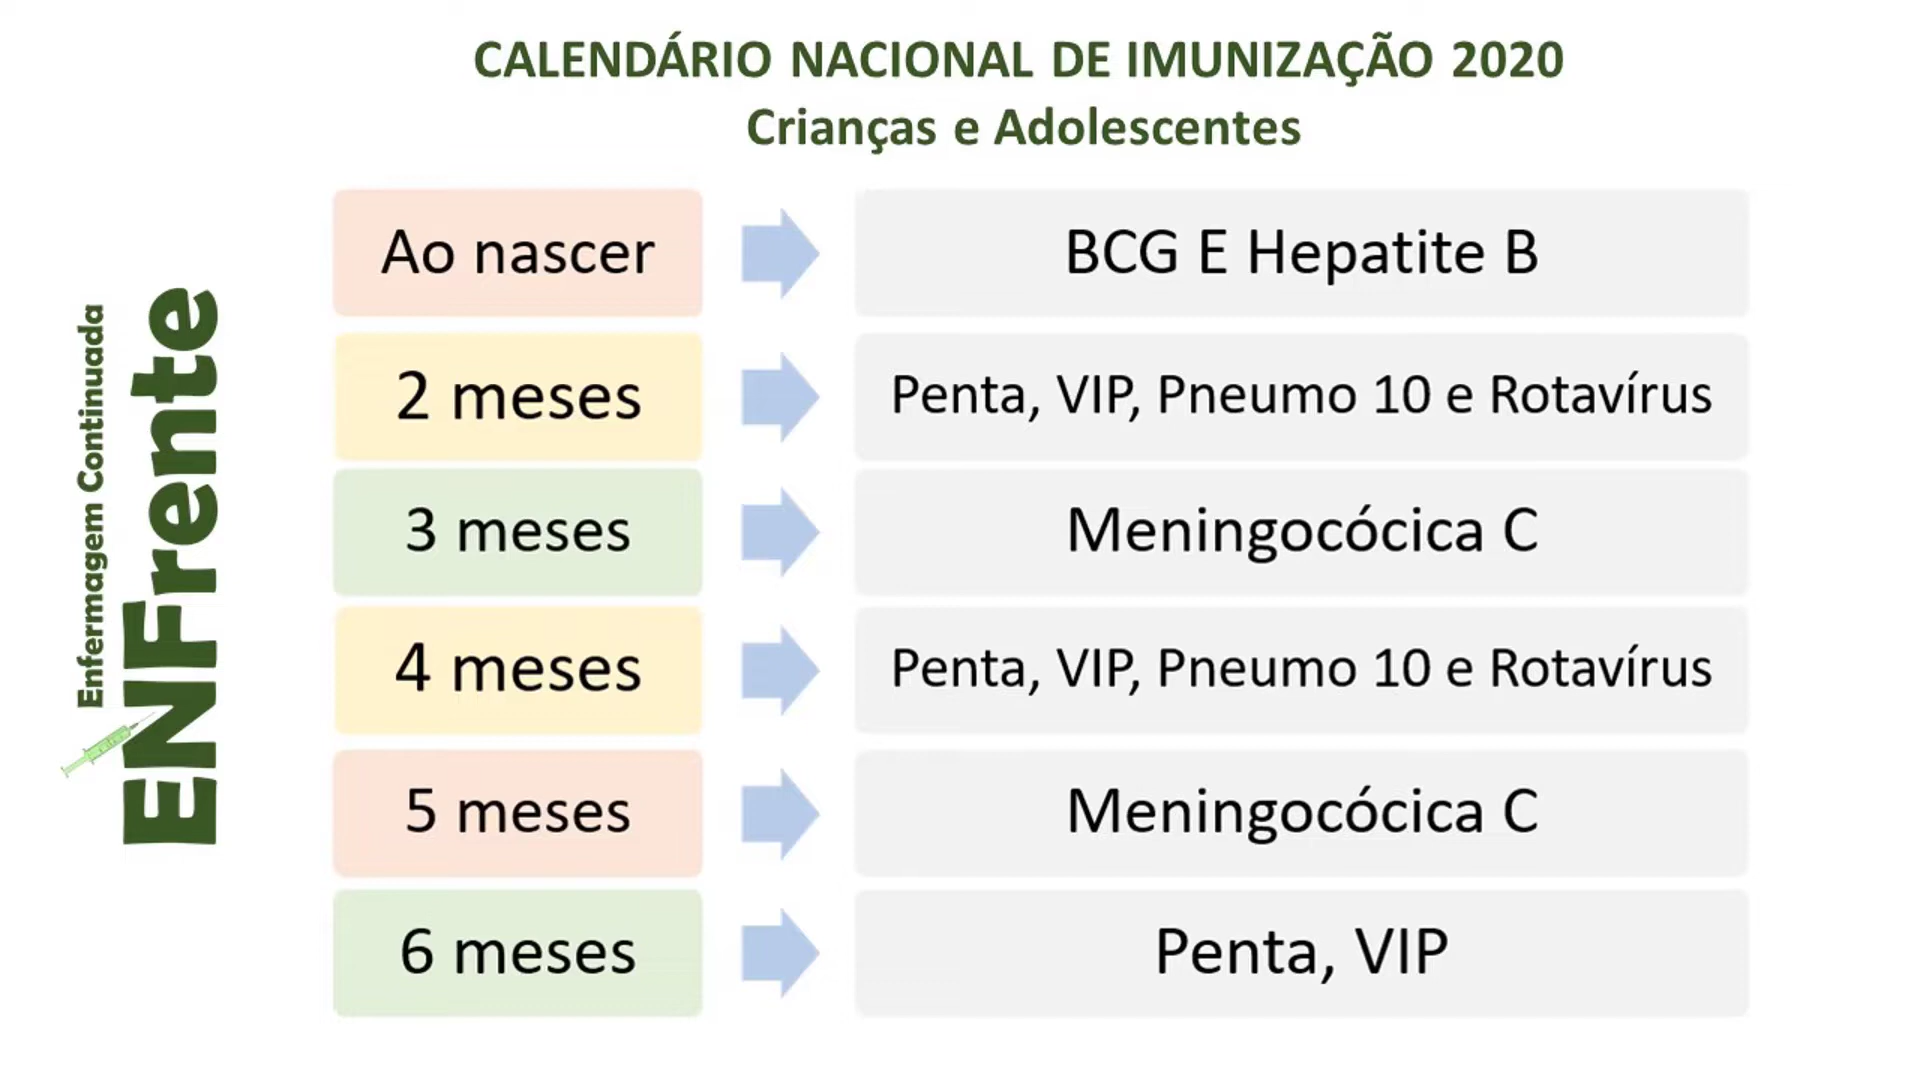 CALENDÁRIO NACIONAL DE IMUNIZAÇÃO 2020
Crianças e Adolescentes
Enfermagem Continuada
ENFrente
Ao nascer
BCG E Hepatite B
2 meses
Penta, VIP, Pneumo 10 e Rotavírus
3 meses
Meningocócica C
4 meses
Penta, VIP, Pneumo 10 e Rotavírus
5 meses
Meningocócica C
6 meses
Penta, VIP